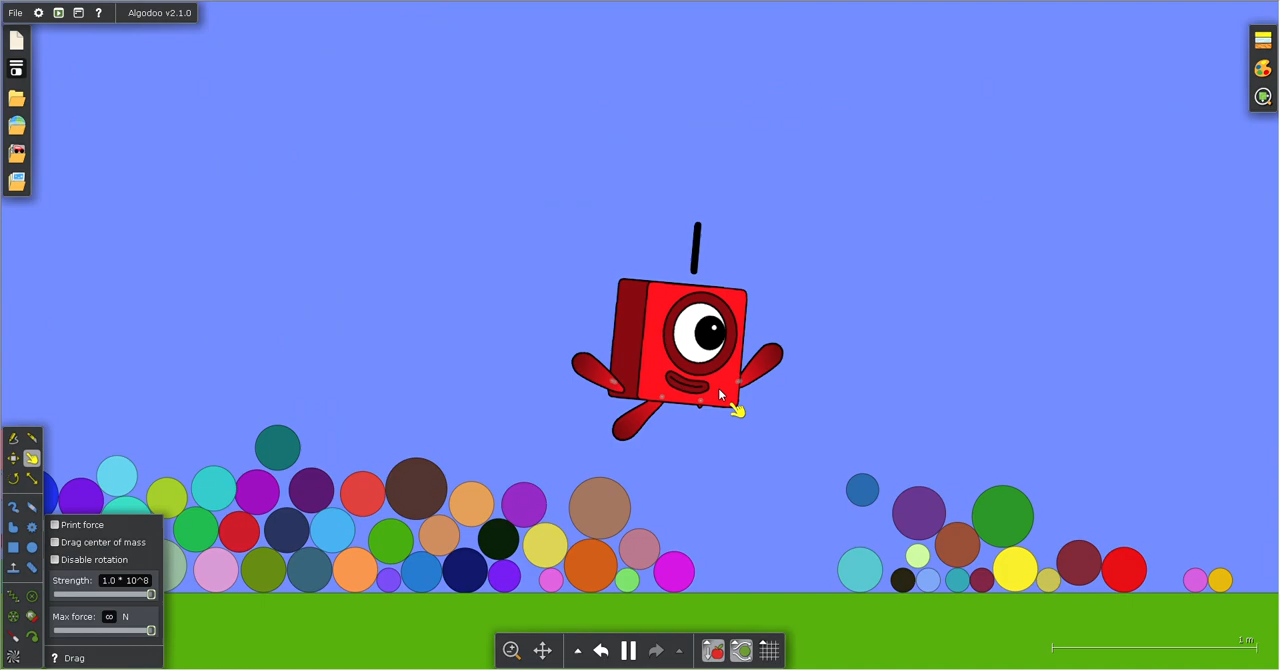 File ? Algodoo v2.1.0
Print force
Drag center of mass
Disable rotation
Strength: 1.0 * 10^8
Max force: ∞ N
? Drag
1 m